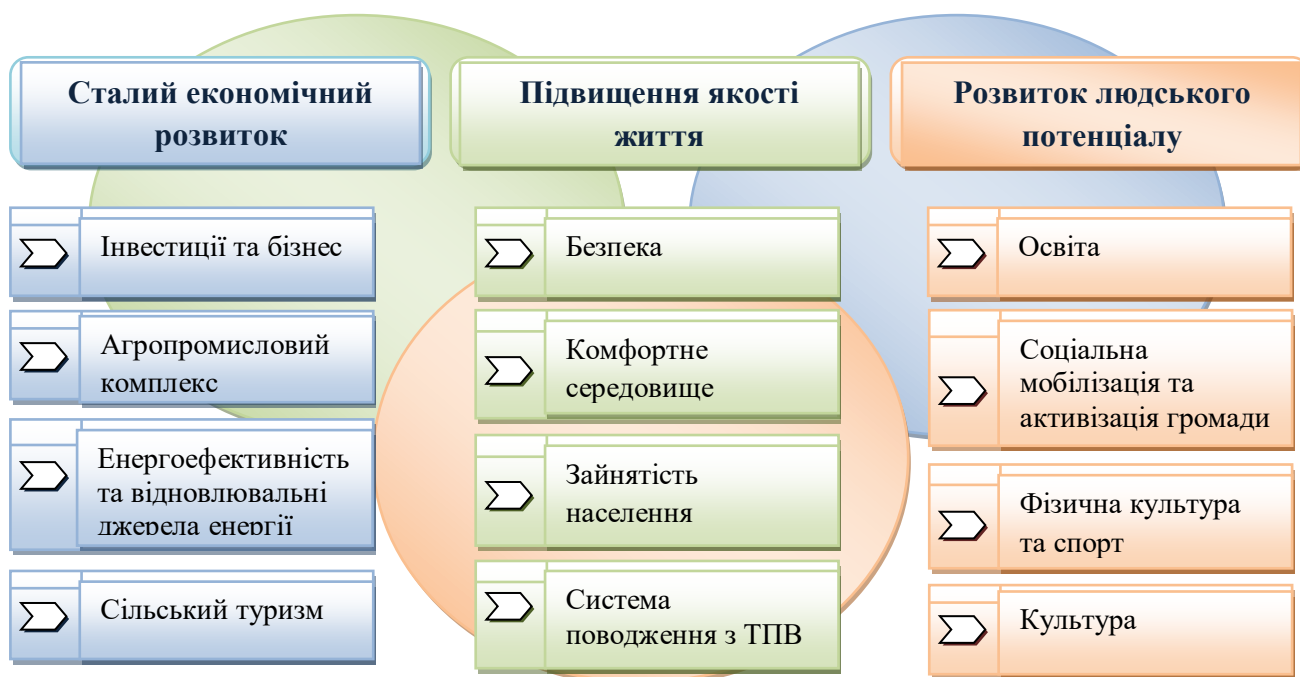 Сталий економічний
розвиток
Інвестиції та бізнес
Агропромисловий
комплекс
Енергоефективність
та відновлювальні
джерела енергії
Сільський туризм
Підвищення якості
життя
Безпека
Комфортне
середовище
Зайнятість
населення
Система
поводження з ТПВ
Розвиток людського
потенціалу
Освіта
Соціальна
мобілізація та
активізація громади
Фізична культура
та спорт
Культура